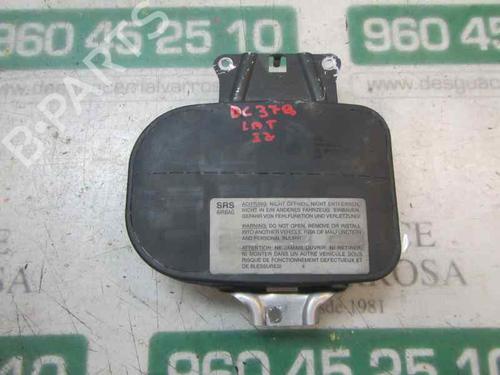 960 45 25 10
960 45
B-PARTS
DC378
LAT
IZ
SRS
AIRBAG
ACHTUNG: NICHT ÖFFNEN, NICHT ENTFERNEN,
NICHT IN EIN ANDERES FAHRZEUG. EINBAUEN,
GEFAHR VON FEHLFUNKTION UND VERLETZUNG!
WARNING: DO NOT OPEN, REMOVE OR INSTALL
INTO ANOTHER VEHICLE. RISK OF MALFUNCTION
AND PERSONAL INJURY!
ATTENTION: NE JAMAIS OUVRIR, NI RETIRER,
NI MONTER DANS UN AUTRE VEHICULE SOUS
RISQUE DE FONCTIONNEMENT DEFECTUEUX ET
DE BLESSURES!
ROSA
desde 1981
960 45 25 10